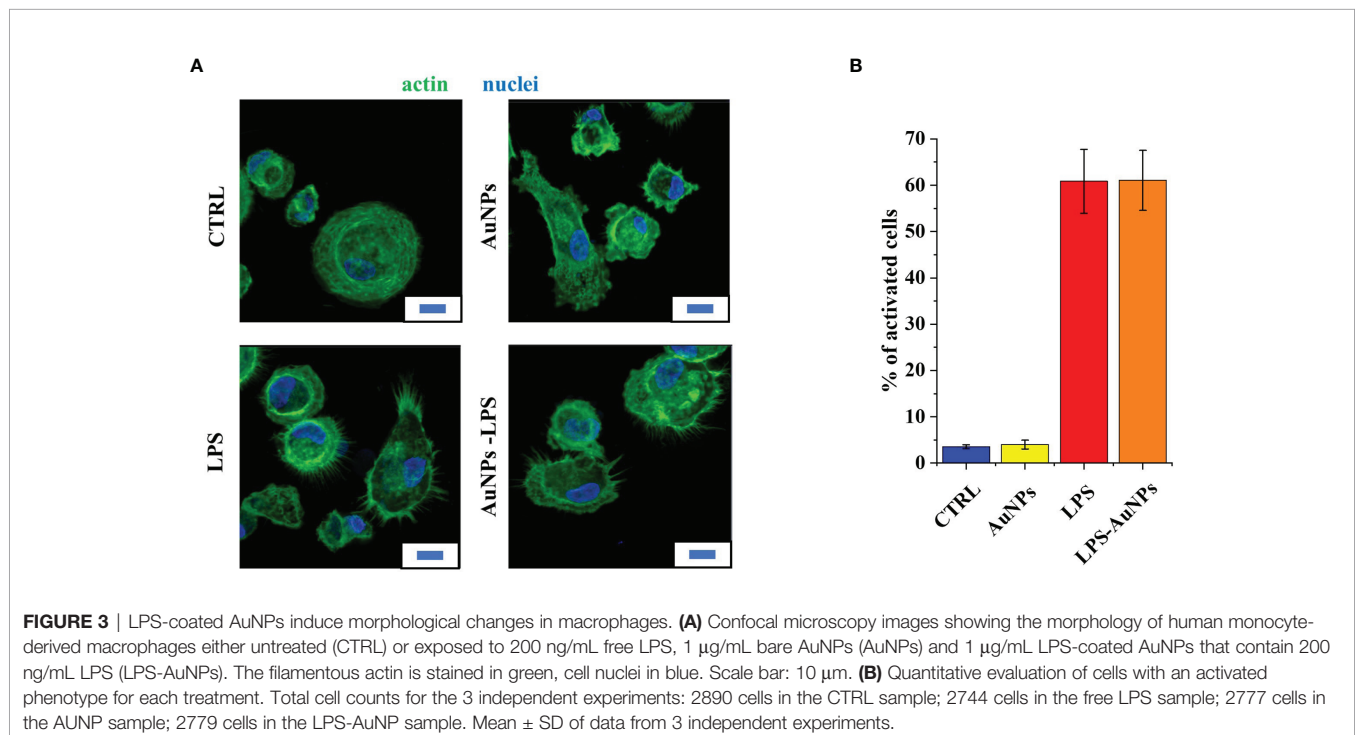 A
actin nuclei
CTRL
AuNPs
LPS
AuNPs -LPS
B
% of activated cells
70
60
50
40
30
20
10
0
CTRL
AuNPs
LPS
LPS-AuNPs
FIGURE 3 | LPS-coated AuNPs induce morphological changes in macrophages. (A) Confocal microscopy images showing the morphology of human monocyte-
derived macrophages either untreated (CTRL) or exposed to 200 ng/mL free LPS, 1 μg/mL bare AuNPs (AuNPs) and 1 μg/mL LPS-coated AuNPs that contain 200
ng/mL LPS (LPS-AuNPs). The filamentous actin is stained in green, cell nuclei in blue. Scale bar: 10 μm. (B) Quantitative evaluation of cells with an activated
phenotype for each treatment. Total cell counts for the 3 independent experiments: 2890 cells in the CTRL sample; 2744 cells in the free LPS sample; 2777 cells in
the AUNP sample; 2779 cells in the LPS-AuNP sample. Mean ± SD of data from 3 independent experiments.